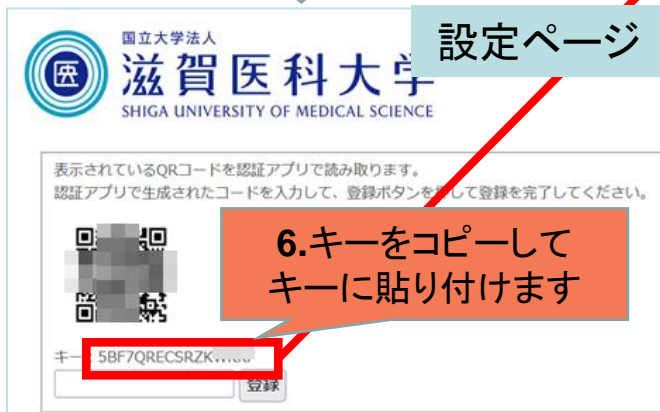 設定ページ
国立大学法人
滋賀医科大学
SHIGA UNIVERSITY OF MEDICAL SCIENCE
表示されているQRコードを認証アプリで読み取ります。
認証アプリで生成されたコードを入力して、登録ボタンを して登録を完了してください。
6.キーをコピーして
キーに貼り付けます
キー 5BF7QRECSRZK
登録